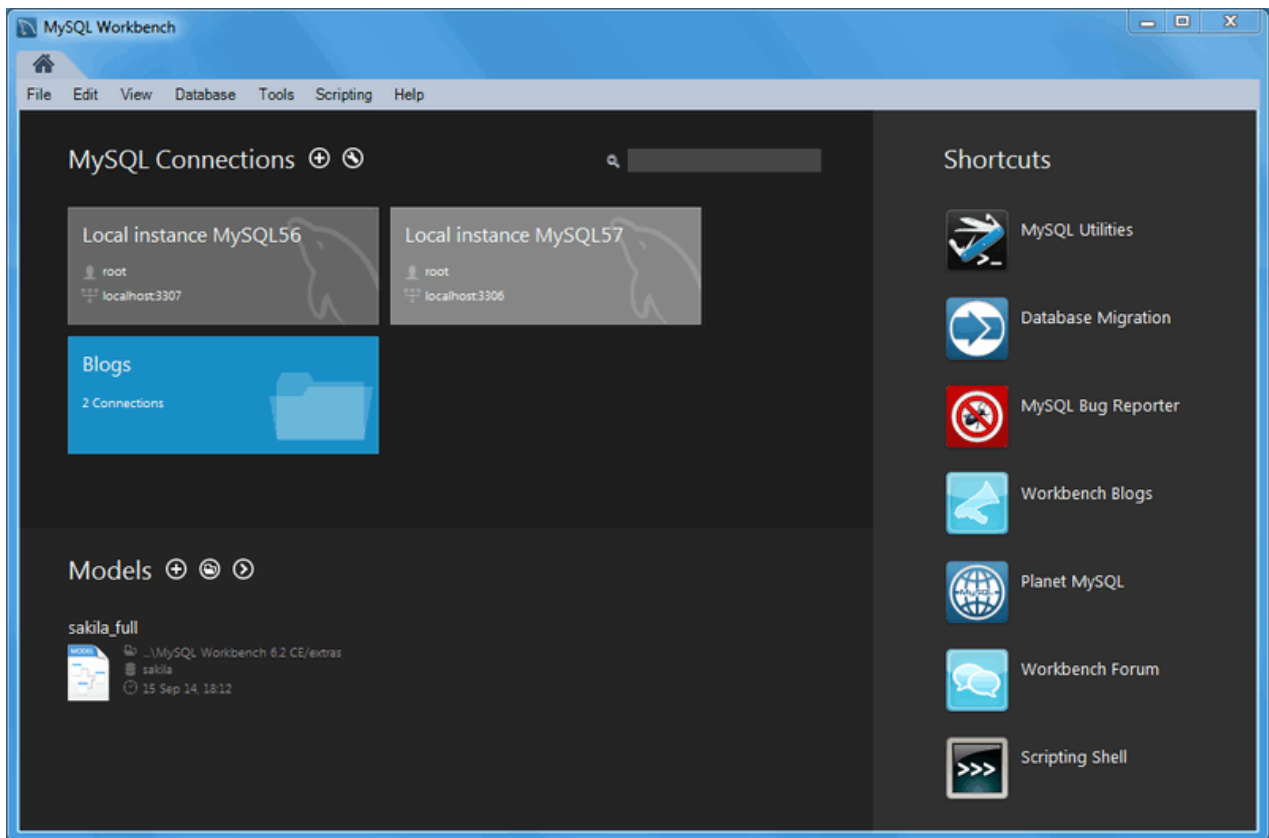 MySQL Workbench
File Edit View Database Tools Scripting Help
MySQL Connections
Local instance MySQL56
root
localhost:3307
Local instance MySQL57
root
localhost:3306
Blogs
2 Connections
Models
sakila_full
MODEL
...\MySQL Workbench 6.2 CE/extras
sakila
15 Sep 14, 18:12
Shortcuts
MySQL Utilities
Database Migration
MySQL Bug Reporter
Workbench Blogs
MySQL
Planet MySQL
Workbench Forum
>>>
Scripting Shell